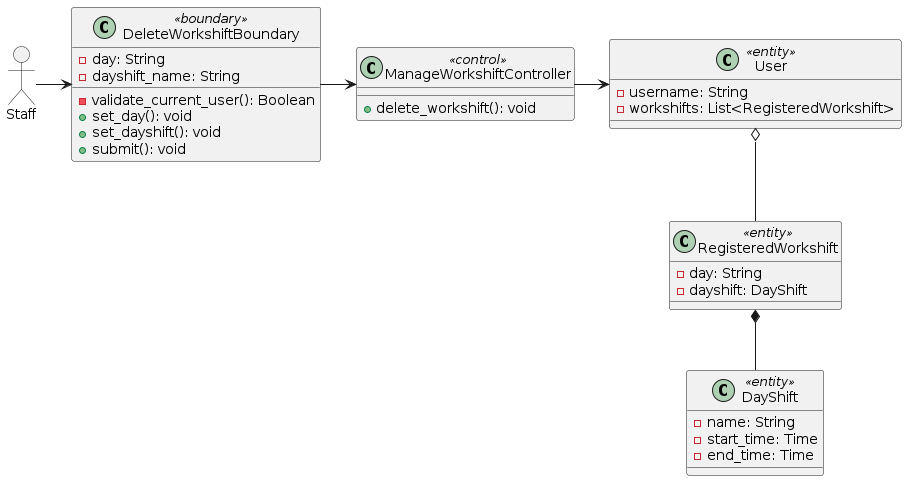 Staff
C
«boundary»
DeleteWorkshiftBoundary
day: String
dayshift_name: String
validate_current_user(): Boolean
set_day(): void
set_dayshift(): void
submit(): void
C
«control»
ManageWorkshiftController
delete_workshift(): void
C
«entity»
User
username: String
workshifts: List<RegisteredWorkshift>
C
«entity»
RegisteredWorkshift
day: String
dayshift: DayShift
C
«entity»
DayShift
name: String
start_time: Time
end_time: Time